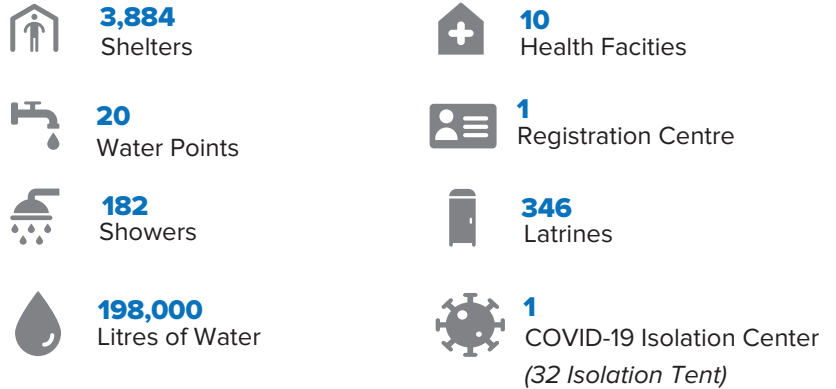 3,884
Shelters
10
Health Facities
20
Water Points
1
Registration Centre
182
Showers
346
Latrines
198,000
Litres of Water
1
COVID-19 Isolation Center
(32 Isolation Tent)